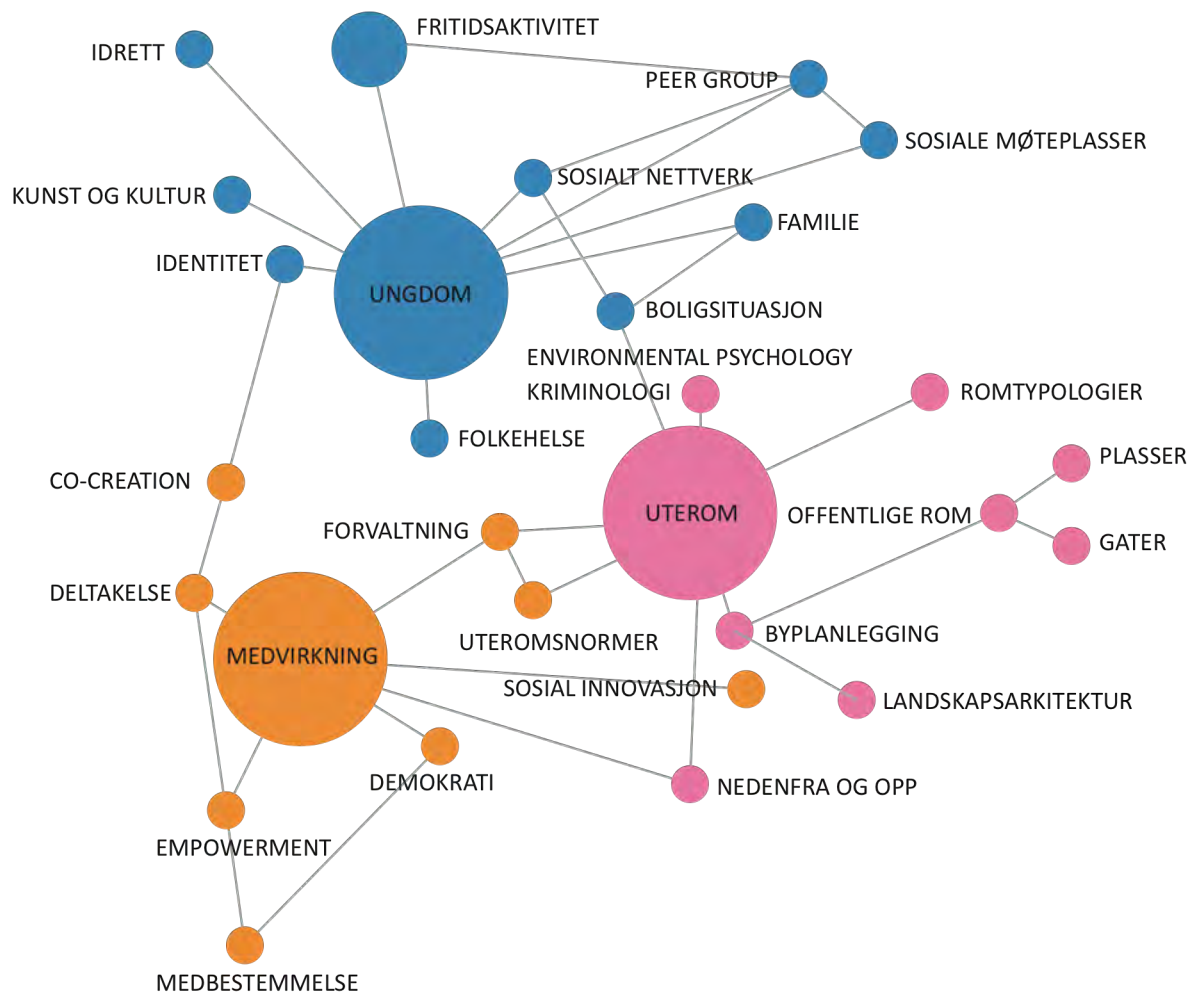 FRITIDSAKTIVITET
IDRETT
PEER GROUP
SOSIALE MØTEPLASSER
SOSIALT NETTVERK
KUNST OG KULTUR
FAMILIE
IDENTITET
UNGDOM
BOLIGSITUASJON
ENVIRONMENTAL PSYCHOLOGY
KRIMINOLOGI
ROMTYPOLOGIER
FOLKEHELSE
PLASSER
CO-CREATION
UTEROM
OFFENTLIGE ROM
FORVALTNING
GATER
DELTAKELSE
UTEROMSNORMER
BYPLANLEGGING
MEDVIRKNING
SOSIAL INNOVASJON
LANDSKAPSARKITEKTUR
DEMOKRATI
NEDENFRA OG OPP
EMPOWERMENT
MEDBESTEMMELSE